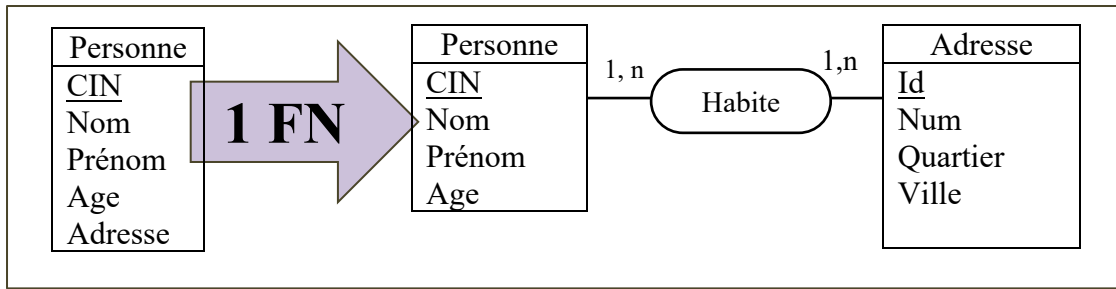 Personne
CIN
Nom
Prénom
Age
Adresse
1 FN
Personne
CIN
Nom
Prénom
Age
1, n
Habite
1,n
Adresse
Id
Num
Quartier
Ville